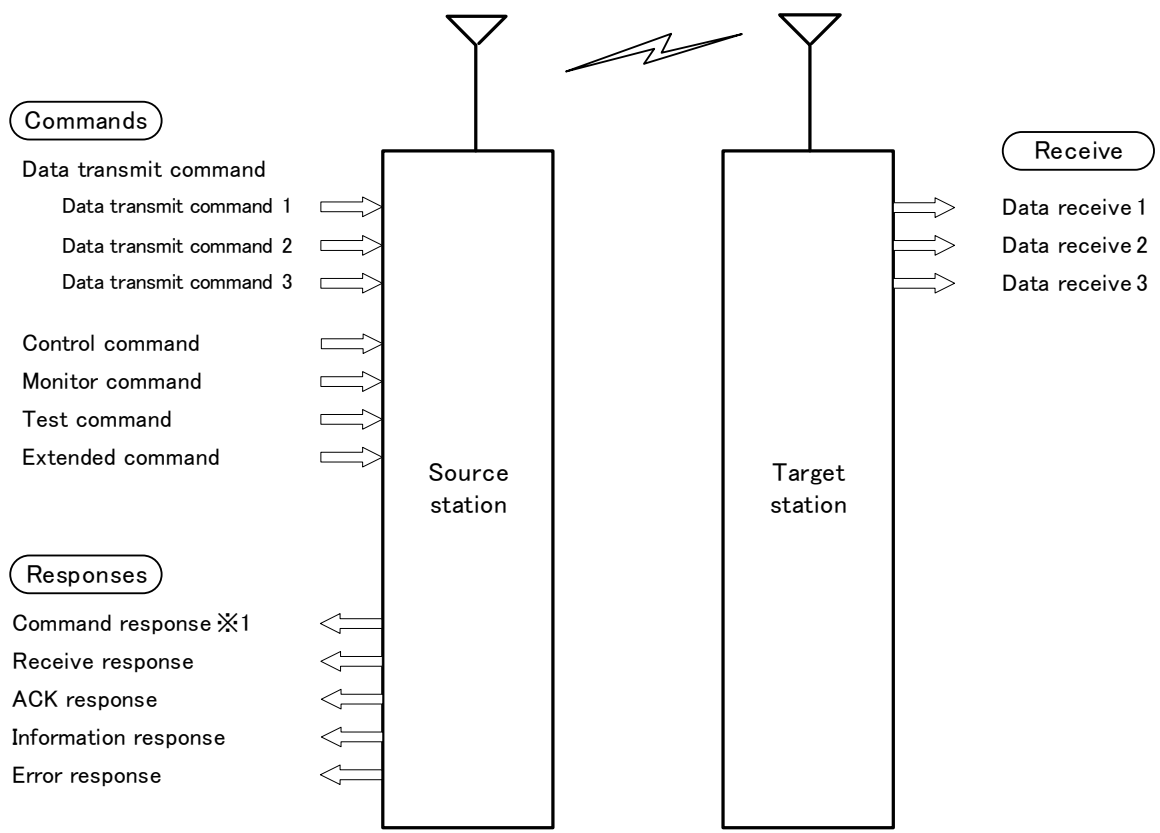 Commands
Data transmit command
Data transmit command 1
Data transmit command 2
Data transmit command 3
Control command
Monitor command
Test command
Extended command
Responses
Command response ※1
Receive response
ACK response
Information response
Error response
Source
station
Target
station
Receive
Data receive 1
Data receive 2
Data receive 3